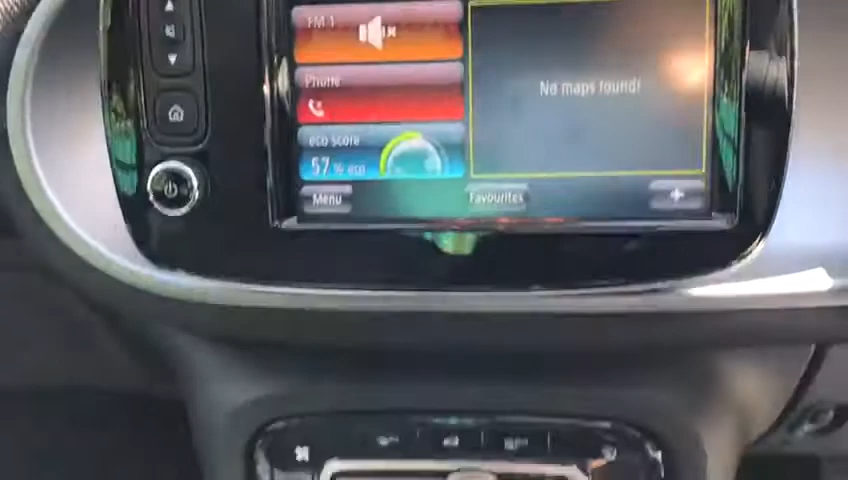 FM 1
Phone
No maps found!
eco score
57 % eco
Menu
Favourites
+